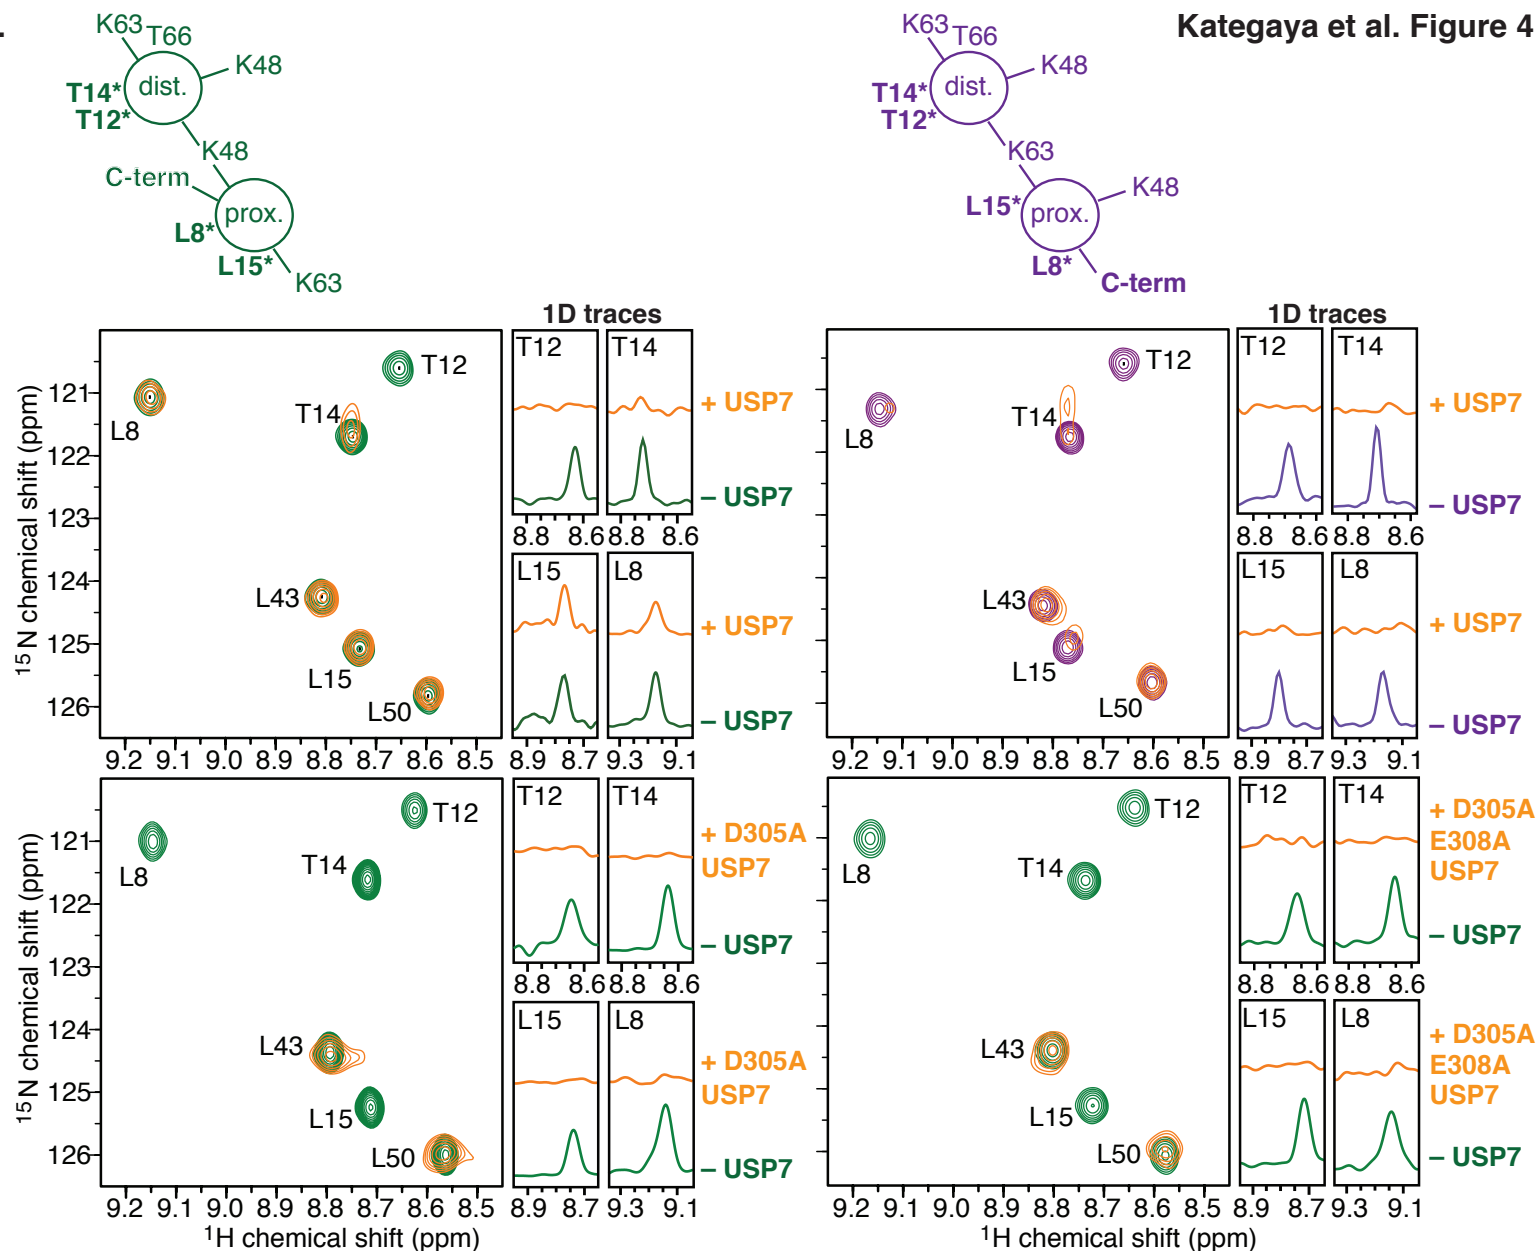 Kategaya et al. Figure 4
K63 T66
K48
dist.
T14*
T12*
K48
C-term
prox.
L8*
L15*
K63
K63 T66
K48
dist.
T14*
T12*
K63
K48
L15*
prox.
L8*
C-term
1D traces
T12
T14
+ USP7
– USP7
8.8 8.6 8.8 8.6
L15
L8
+ USP7
– USP7
8.9 8.7 9.3 9.1
15N chemical shift (ppm)
121
122
123
124
125
126
L8
T12
T14
L43
L15
L50
9.2 9.1 9.0 8.9 8.8 8.7 8.6 8.5
1D traces
T12
T14
+ USP7
– USP7
8.8 8.6 8.8 8.6
L15
L8
+ USP7
– USP7
8.9 8.7 9.3 9.1
T12
L8
T14
L43
L15
L50
9.2 9.1 9.0 8.9 8.8 8.7 8.6 8.5
15N chemical shift (ppm)
121
122
123
124
125
126
T12
L8
T14
L43
L15
L50
9.2 9.1 9.0 8.9 8.8 8.7 8.6 8.5
1H chemical shift (ppm)
T12
T14
+ D305A
USP7
– USP7
8.8 8.6 8.8 8.6
L15
L8
+ D305A
USP7
– USP7
8.9 8.7 9.3 9.1
T12
L8
T14
L43
L15
L50
9.2 9.1 9.0 8.9 8.8 8.7 8.6 8.5
1H chemical shift (ppm)
T12
T14
+ D305A
E308A
USP7
– USP7
8.8 8.6 8.8 8.6
L15
L8
+ D305A
E308A
USP7
– USP7
8.9 8.7 9.3 9.1